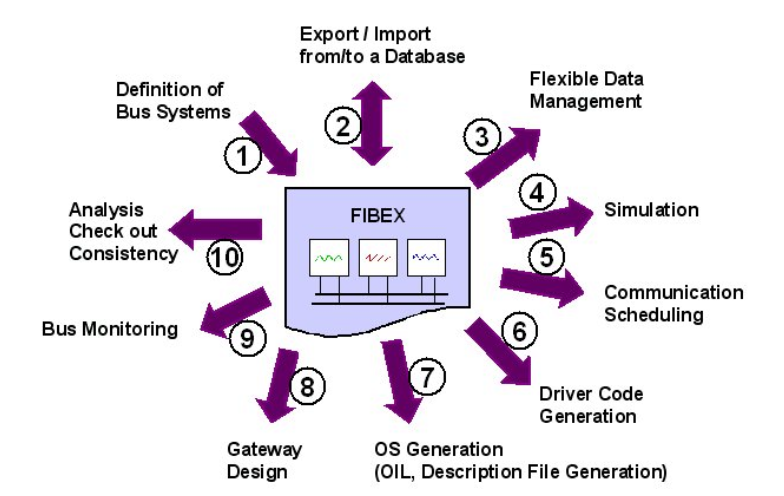 Export / Import
from/to a Database
Definition of
Bus Systems
Flexible Data
Management
1
2
3
4
Simulation
FIBEX
Analysis
Check out
Consistency
10
5
Communication
Scheduling
Bus Monitoring
9
6
8
7
Driver Code
Generation
Gateway
Design
OS Generation
(OIL, Description File Generation)